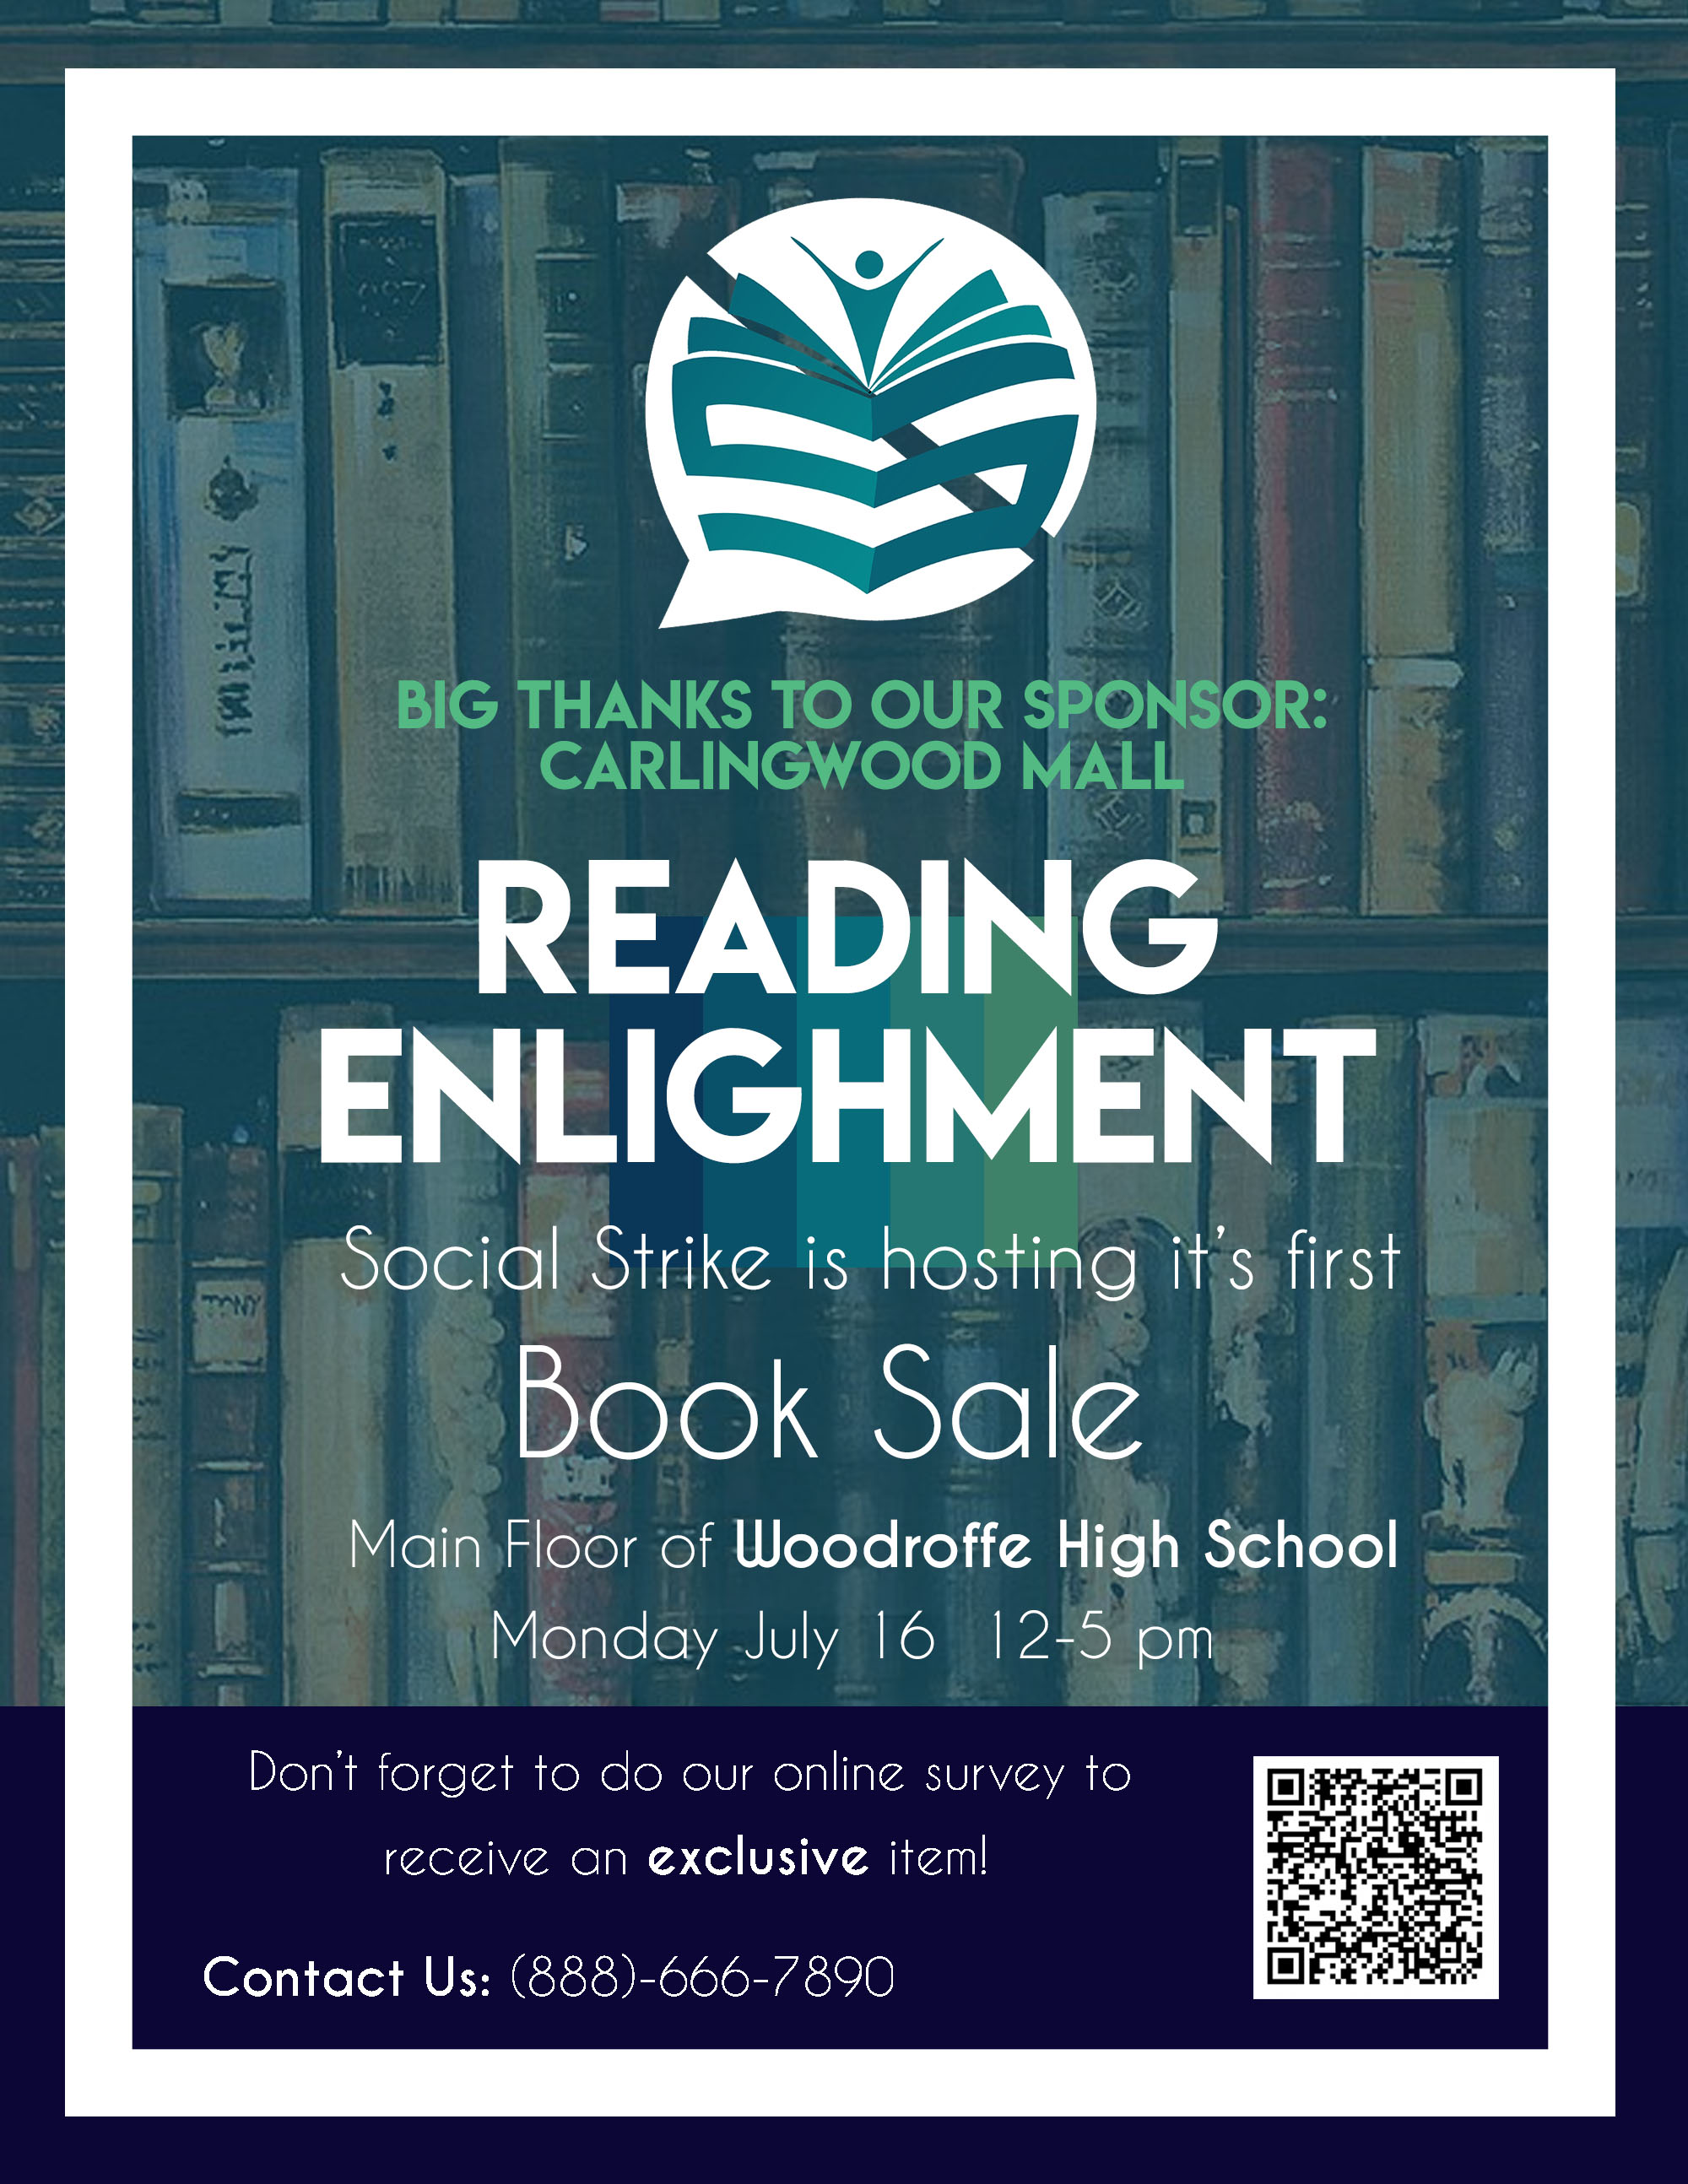 BIG THANKS TO OUR SPONSOR:
CARLINGWOOD MALL
READING
ENLIGHMENT
Social Strike is hosting it's first
Book Sale
Main Floor of Woodroffe High School
Monday July 16 12-5 pm
Don't forget to do our online survey to
receive an exclusive item!
Contact Us: (888)-666-7890